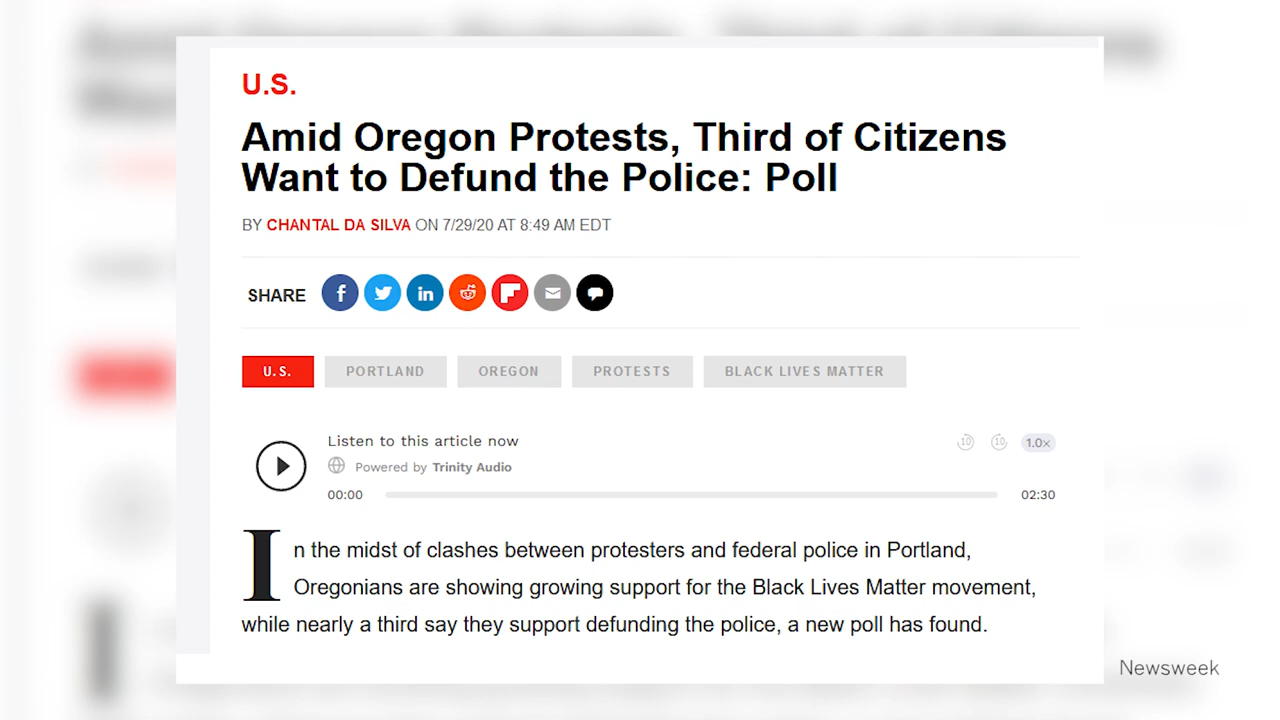 U.S.
Amid Oregon Protests, Third of Citizens
Want to Defund the Police: Poll
BY CHANTAL DA SILVA ON 7/29/20 AT 8:49 AM EDT
SHARE
U.S. PORTLAND OREGON PROTESTS BLACK LIVES MATTER
Listen to this article now
10 10 1.0×
Powered by Trinity Audio
00:00 02:30
In the midst of clashes between protesters and federal police in Portland,
Oregonians are showing growing support for the Black Lives Matter movement,
while nearly a third say they support defunding the police, a new poll has found.
Newsweek